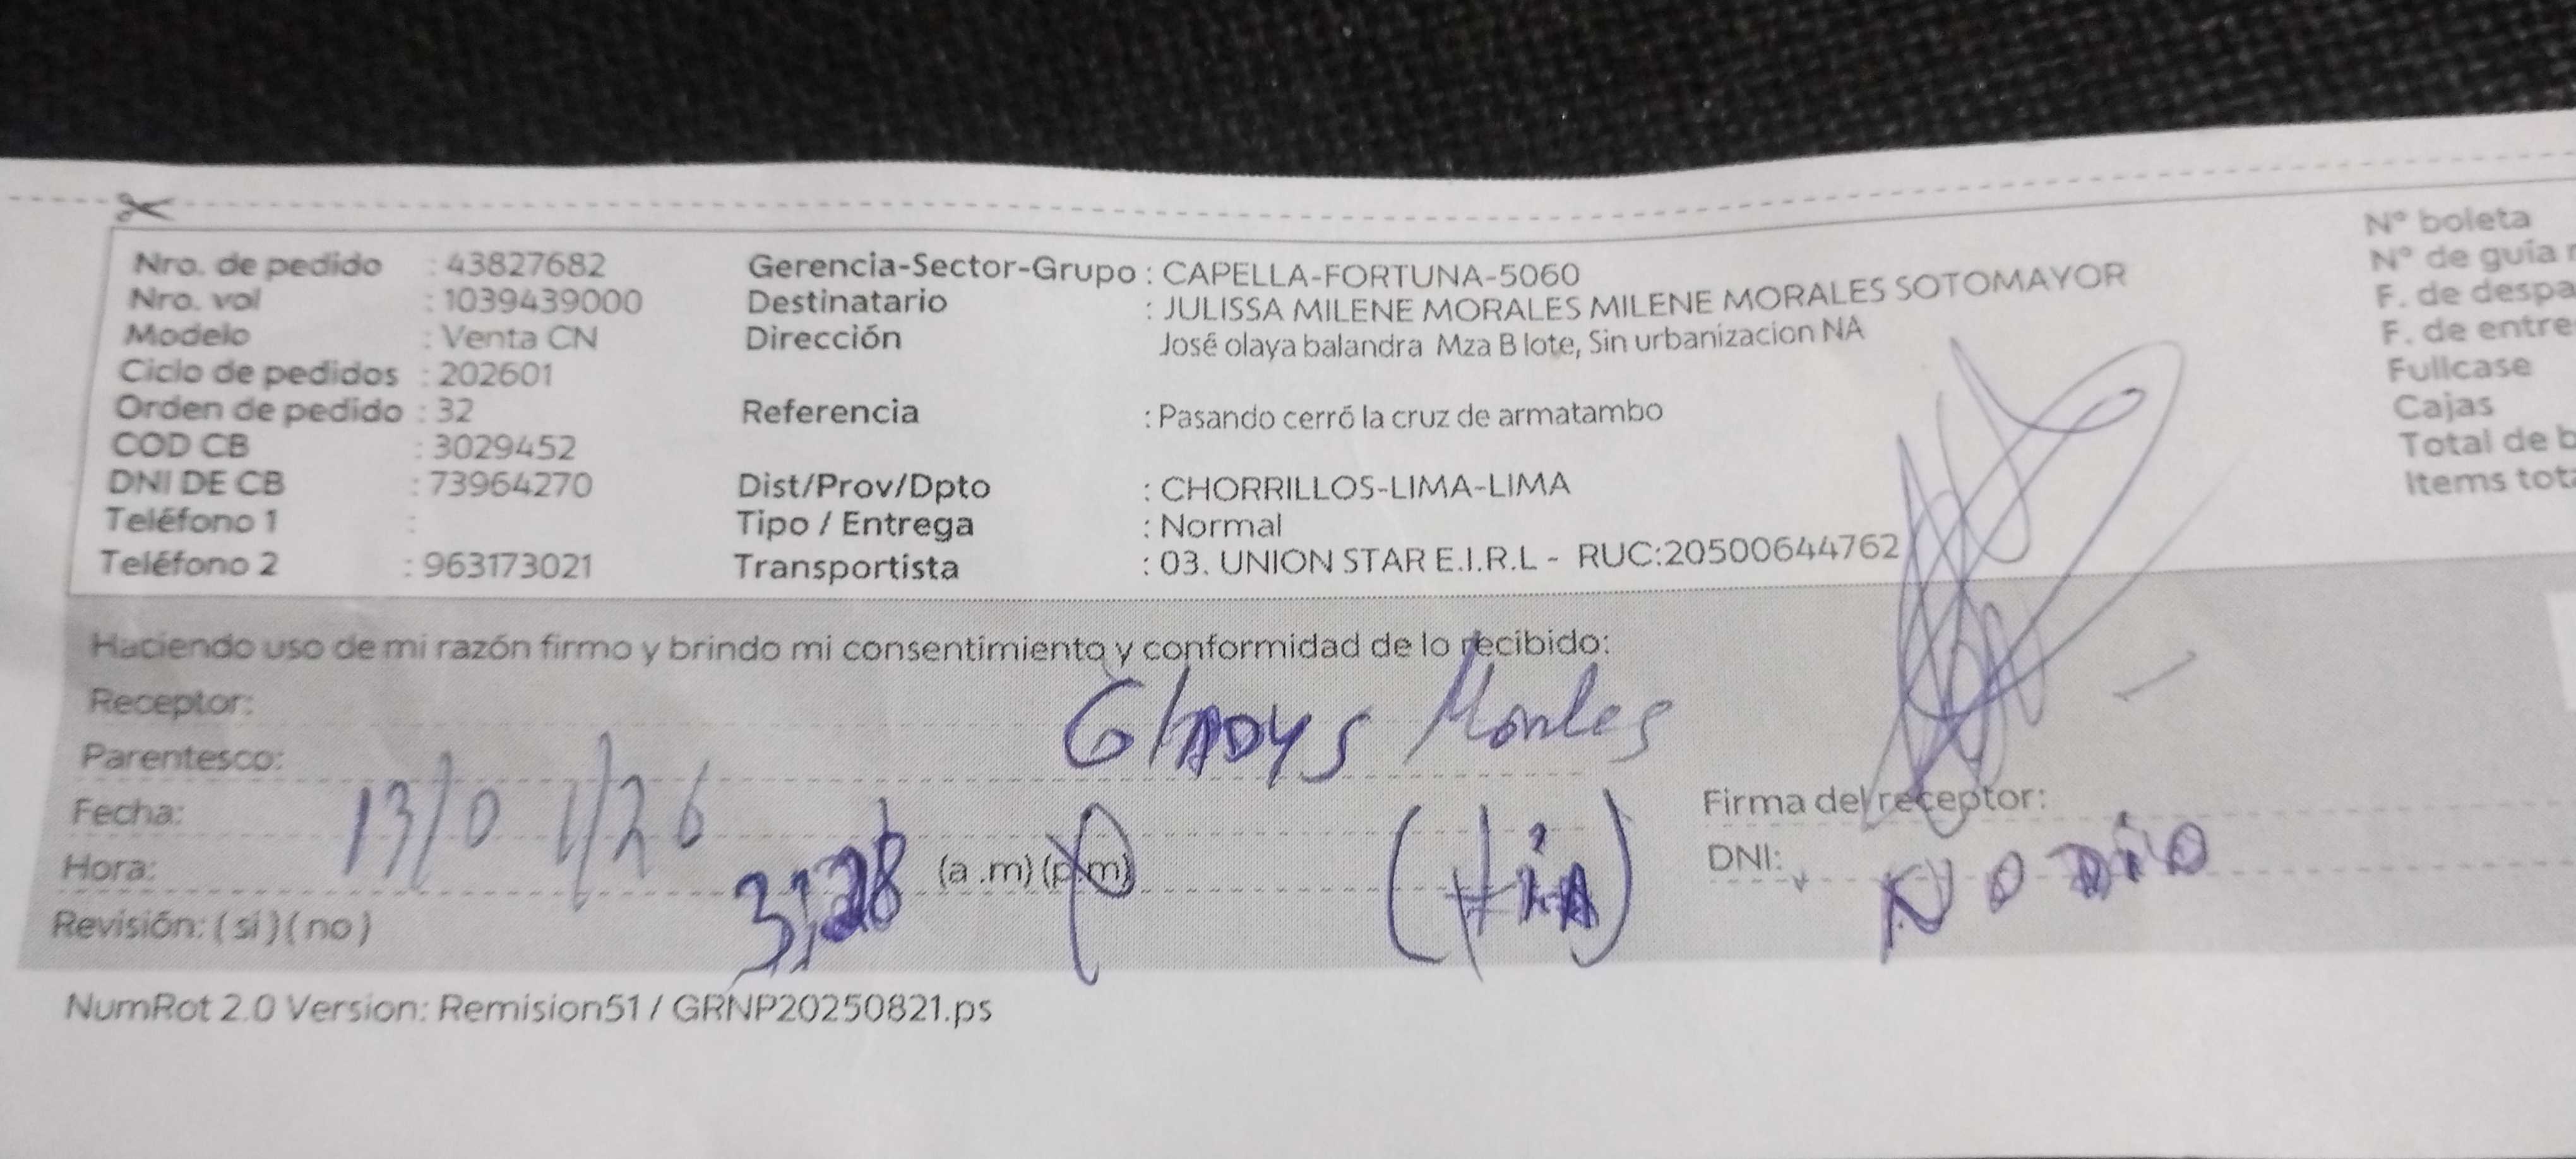 Nro. de pedido : 43827682
Nro. vol : 1039439000
Modelo : Venta CN
Ciclo de pedidos : 202601
Orden de pedido : 32
COD CB : 3029452
DNI DE CB : 73964270
Teléfono 1 :
Teléfono 2 : 963173021
Gerencia-Sector-Grupo : CAPELLA-FORTUNA-5060
Destinatario : JULISSA MILENE MORALES MILENE MORALES SOTOMAYOR
Dirección José olaya balandra Mza B lote, Sin urbanizacion NA
Referencia : Pasando cerró la cruz de armatambo
Dist/Prov/Dpto : CHORRILLOS-LIMA-LIMA
Tipo / Entrega : Normal
Transportista : 03. UNION STAR E.I.R.L - RUC:20500644762
N° boleta
N° de guía
F. de despa
F. de entre
Fullcase
Cajas
Total de b
Items tot
Haciendo uso de mi razón firmo y brindo mi consentimiento y conformidad de lo recibido:
Receptor: GlADYS
Parentesco:
Fecha: 13/01/26
Hora: (a .m) (p.m)
Revisión: ( si ) ( no )
Firma del receptor:
DNI: NO DiO
NumRot 2.0 Version: Remision51 / GRNP20250821.ps